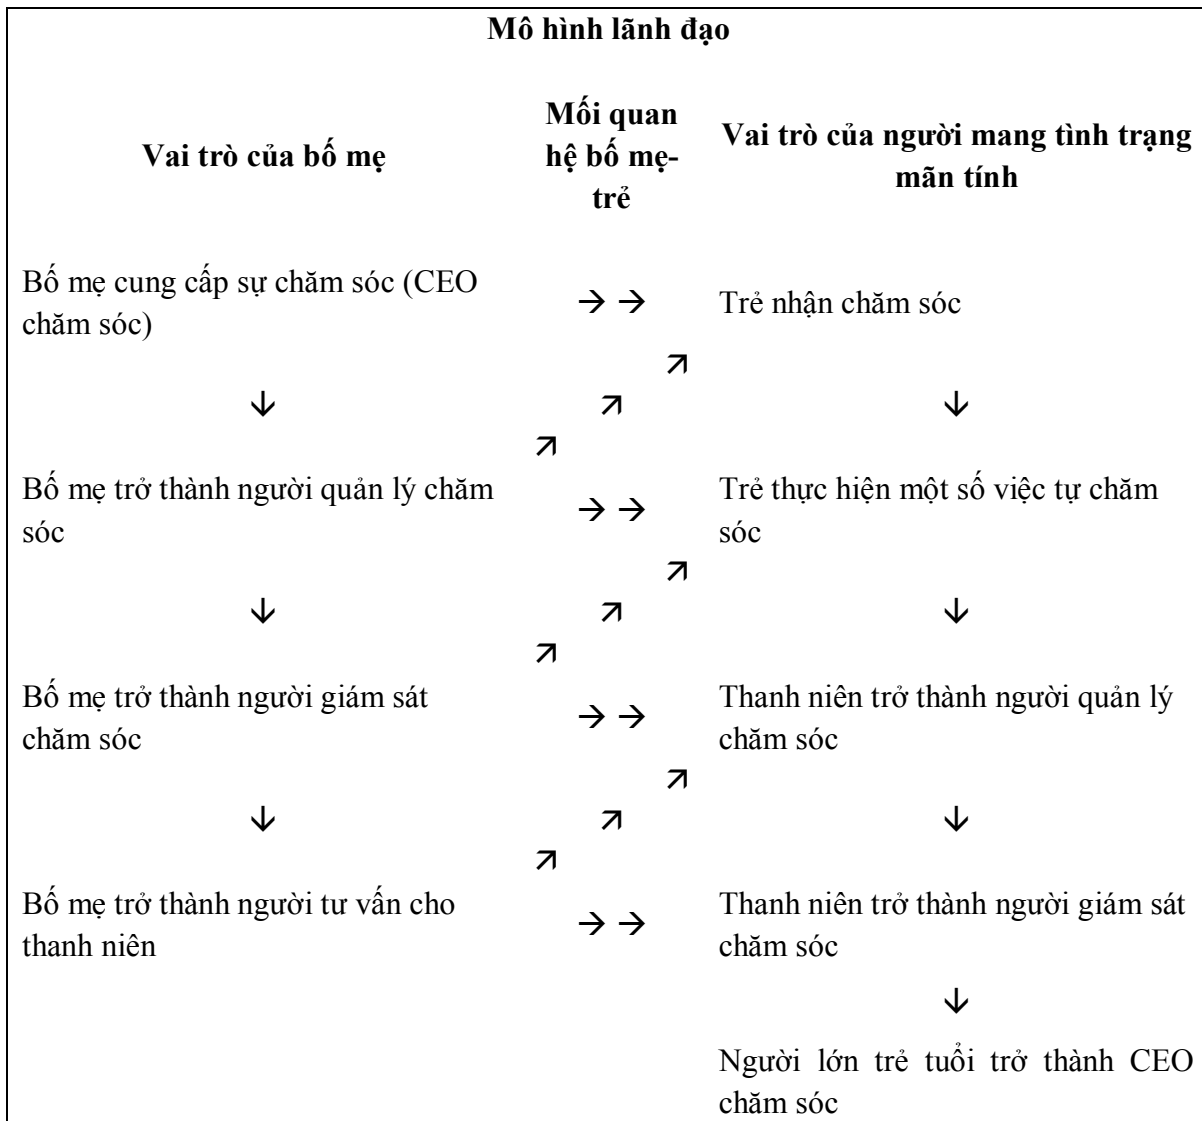 Mô hình lãnh đạo
Vai trò của bố mẹ
Mối quan
hệ bố mẹ-
trẻ
Vai trò của người mang tình trạng
mãn tính
Bố mẹ cung cấp sự chăm sóc (CEO
chăm sóc)
→ →
Trẻ nhận chăm sóc
↗
↓ ↗ ↓
↗
Bố mẹ trở thành người quản lý chăm
sóc
→ →
Trẻ thực hiện một số việc tự chăm
sóc
↗
↓ ↗ ↓
↗
Bố mẹ trở thành người giám sát
chăm sóc
→ →
Thanh niên trở thành người quản lý
chăm sóc
↗
↓ ↗ ↓
↗
Bố mẹ trở thành người tư vấn cho
thanh niên
→ →
Thanh niên trở thành người giám sát
chăm sóc
↓
Người lớn trẻ tuổi trở thành CEO
chăm sóc